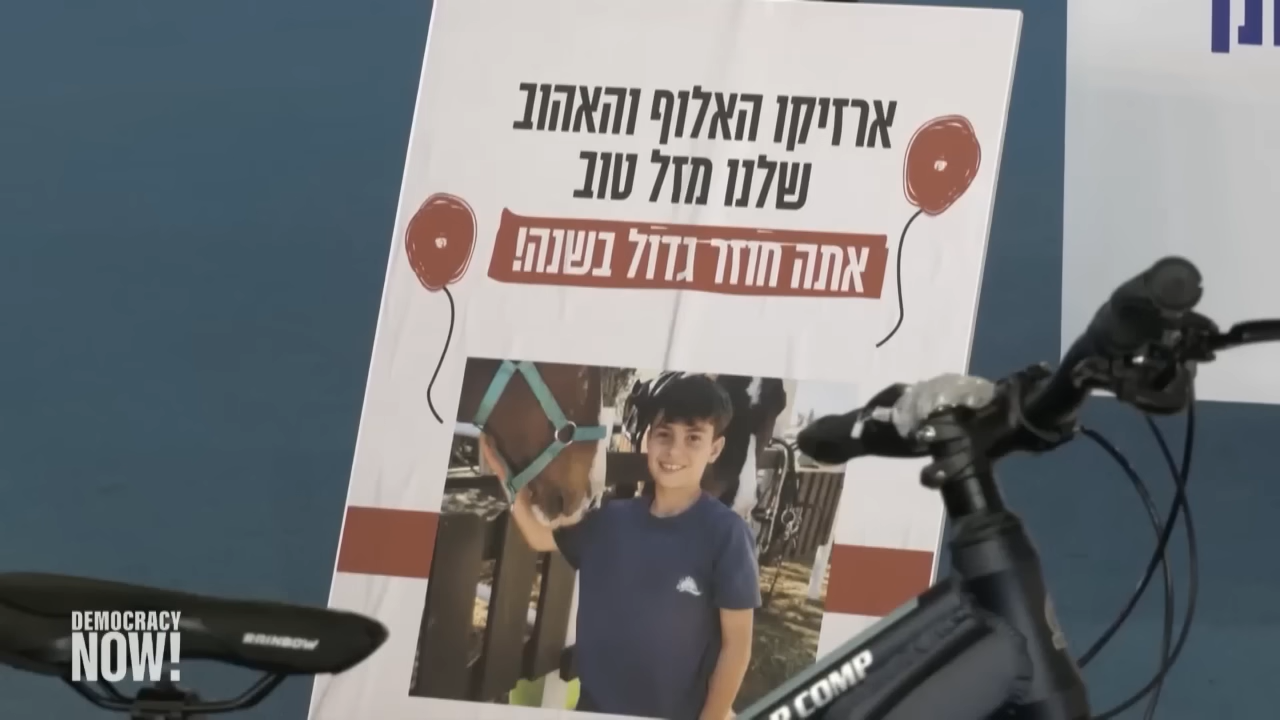 ארזיקו האלוף והאהוב
שלנו מזל טוב
אתה חוזר גדול בשנה!
DEMOCRACY
NOW!
RAINBOW
COMP